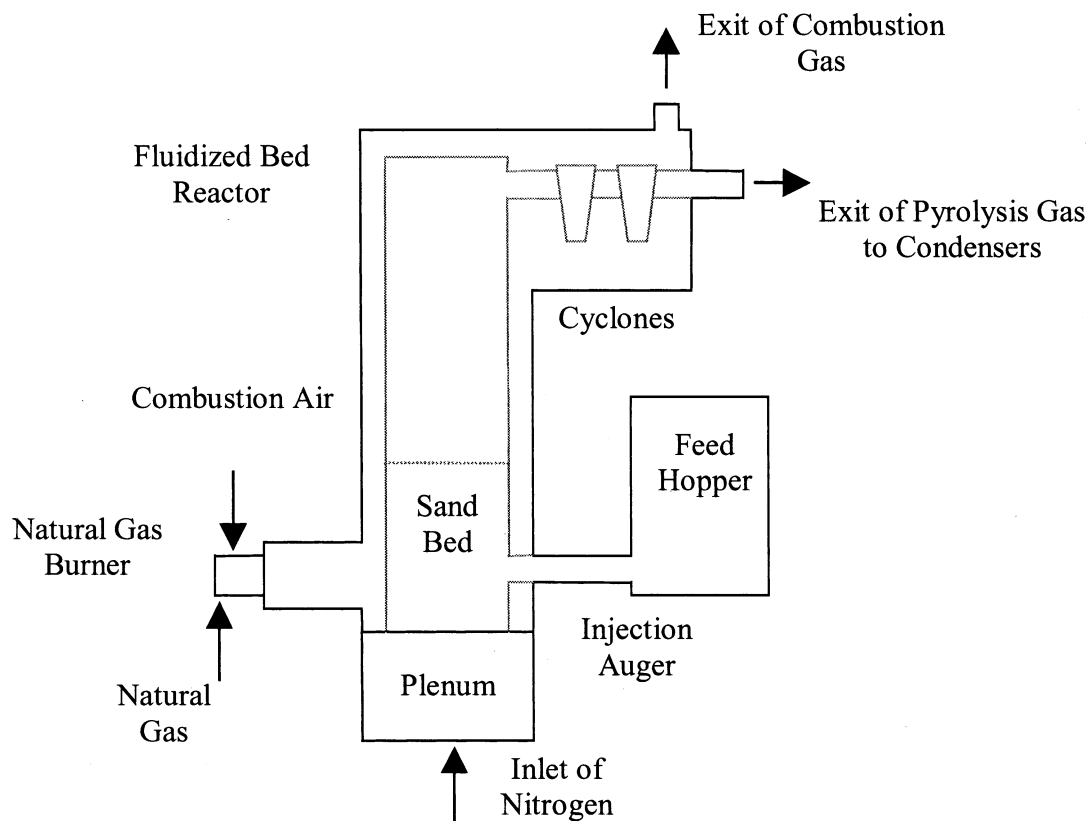 Exit of Combustion
Gas
Fluidized Bed
Reactor
Exit of Pyrolysis Gas
to Condensers
Cyclones
Combustion Air
Feed
Hopper
Sand
Bed
Natural Gas
Burner
Injection
Auger
Plenum
Natural
Gas
Inlet of
Nitrogen